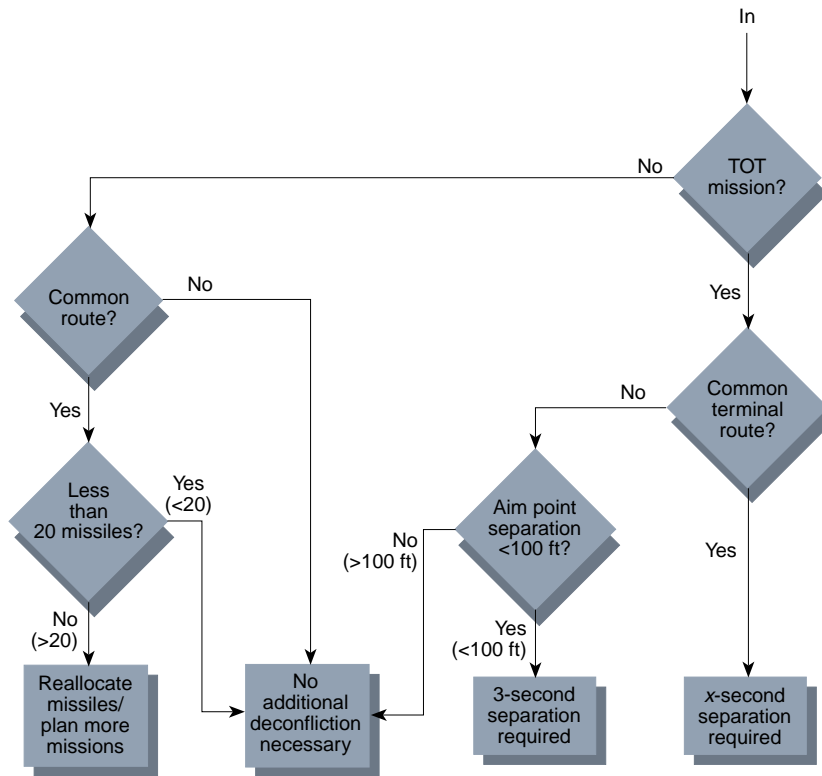 In
TOT
mission?
No
Yes
Common
route?
No
Yes
Common
terminal
route?
No
Yes
Less
than
20 missiles?
Yes
(<20)
No
(>20)
Aim point
separation
<100 ft?
No
(>100 ft)
Yes
(<100 ft)
Reallocate
missiles/
plan more
missions
No
additional
deconfliction
necessary
3-second
separation
required
x-second
separation
required